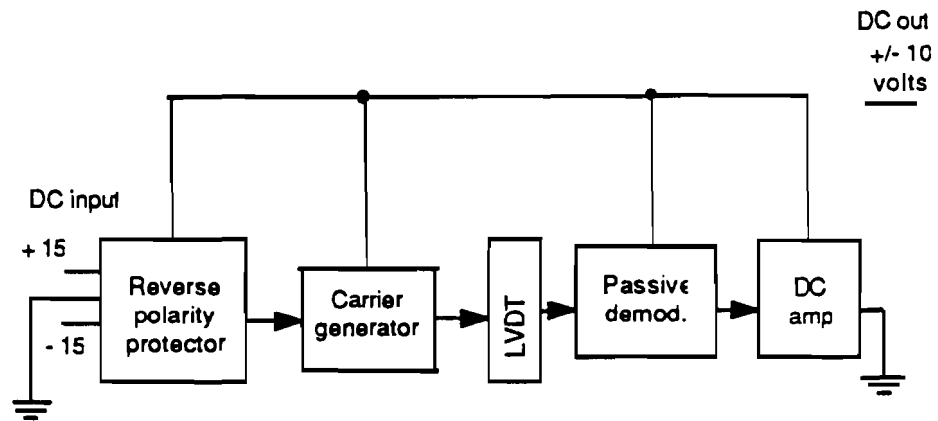 DC out
+/- 10
volts
DC input
+ 15
- 15
Reverse
polarity
protector
Carrier
generator
LVDT
Passive
demod.
DC
amp